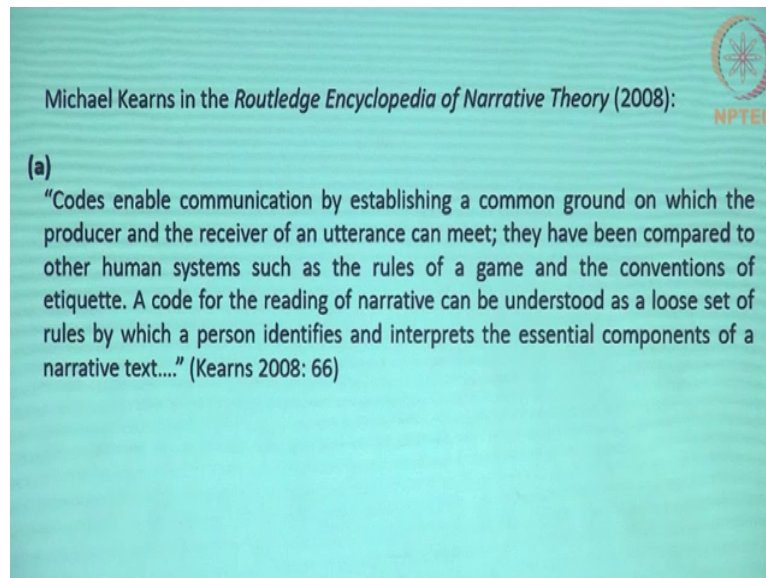 Michael Kearns in the Routledge Encyclopedia of Narrative Theory (2008):
NPTEL
(a)
“Codes enable communication by establishing a common ground on which the
producer and the receiver of an utterance can meet; they have been compared to
other human systems such as the rules of a game and the conventions of
etiquette. A code for the reading of narrative can be understood as a loose set of
rules by which a person identifies and interprets the essential components of a
narrative text....” (Kearns 2008: 66)